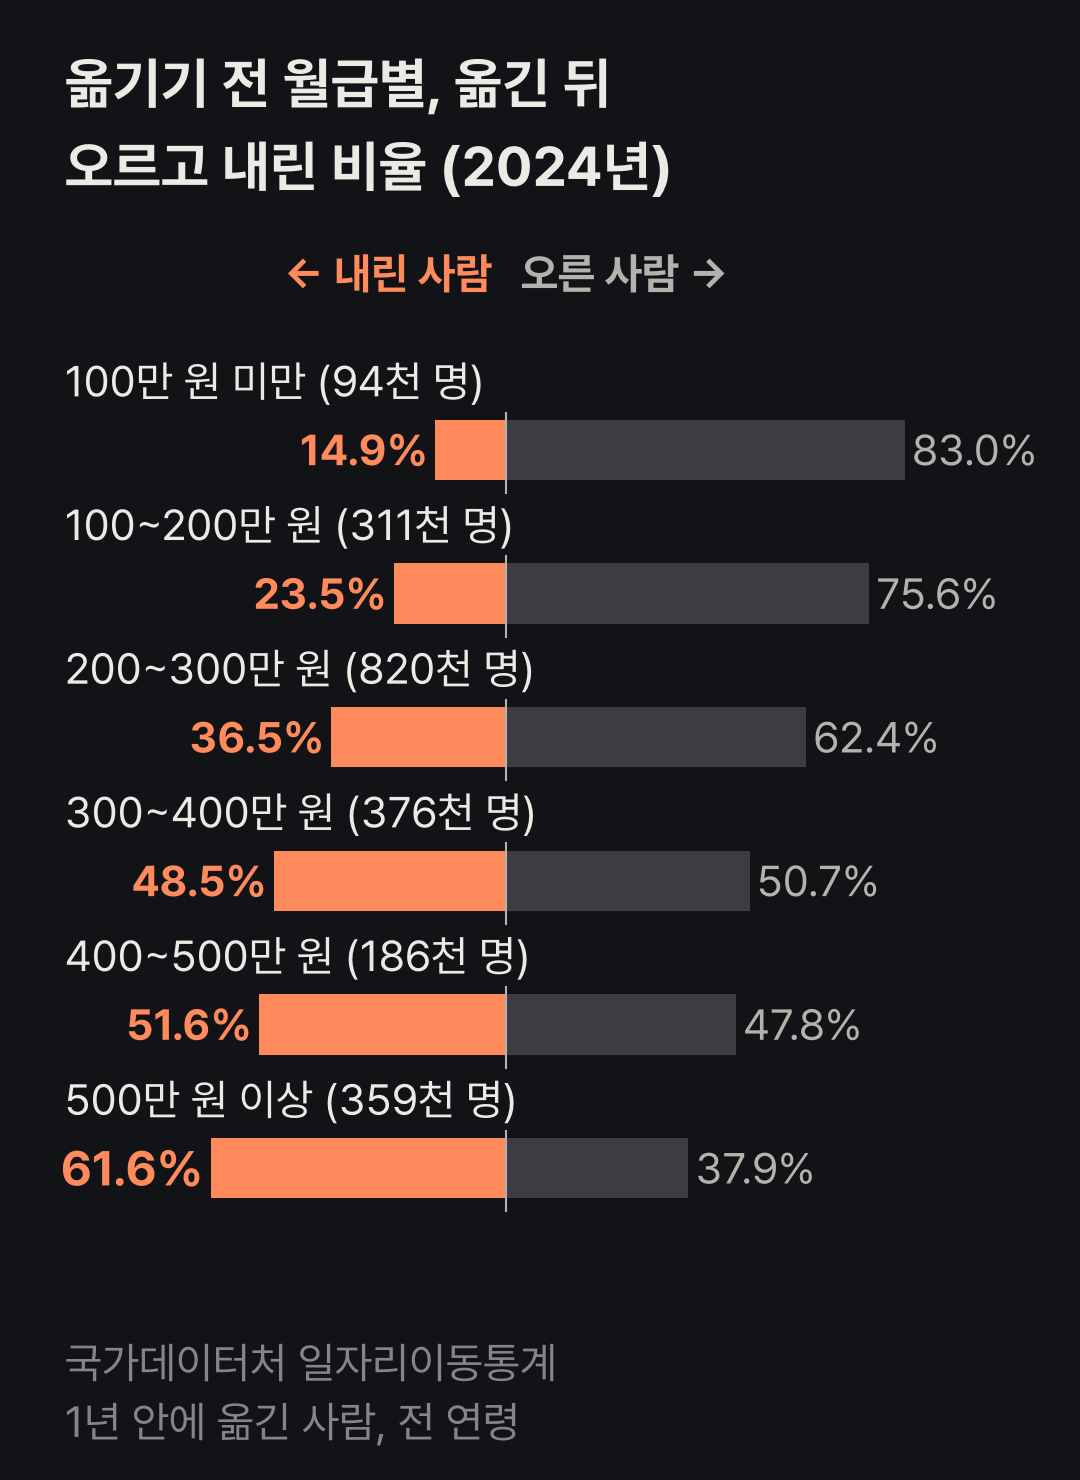 옮기기 전 월급별, 옮긴 뒤
오르고 내린 비율 (2024년)
← 내린 사람 오른 사람 →
100만 원 미만 (94천 명)
14.9% 83.0%
100~200만 원 (311천 명)
23.5% 75.6%
200~300만 원 (820천 명)
36.5% 62.4%
300~400만 원 (376천 명)
48.5% 50.7%
400~500만 원 (186천 명)
51.6% 47.8%
500만 원 이상 (359천 명)
61.6% 37.9%
국가데이터처 일자리이동통계
1년 안에 옮긴 사람, 전 연령